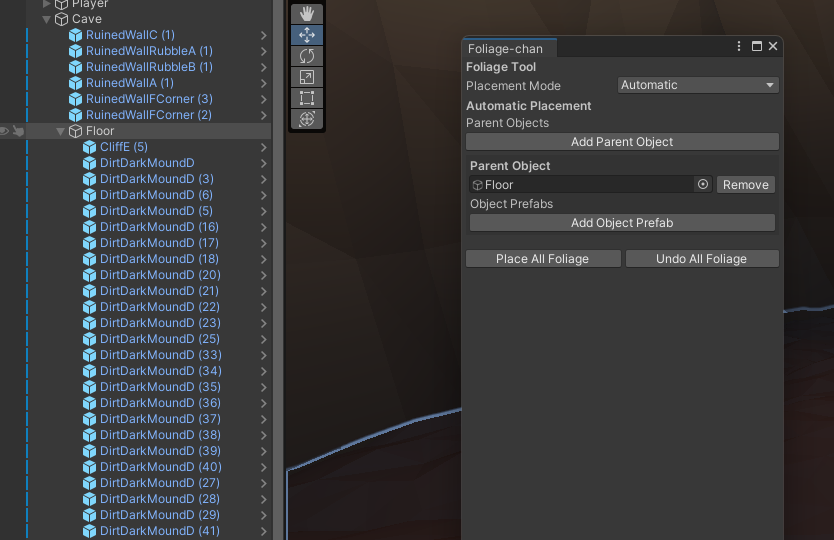 Player
Cave
RuinedWallC (1)
RuinedWallRubbleA (1)
RuinedWallRubbleB (1)
RuinedWallA (1)
RuinedWallFCorner (3)
RuinedWallFCorner (2)
Floor
CliffE (5)
DirtDarkMoundD
DirtDarkMoundD (3)
DirtDarkMoundD (6)
DirtDarkMoundD (5)
DirtDarkMoundD (16)
DirtDarkMoundD (17)
DirtDarkMoundD (18)
DirtDarkMoundD (20)
DirtDarkMoundD (21)
DirtDarkMoundD (22)
DirtDarkMoundD (23)
DirtDarkMoundD (25)
DirtDarkMoundD (33)
DirtDarkMoundD (34)
DirtDarkMoundD (35)
DirtDarkMoundD (36)
DirtDarkMoundD (37)
DirtDarkMoundD (38)
DirtDarkMoundD (39)
DirtDarkMoundD (40)
DirtDarkMoundD (27)
DirtDarkMoundD (28)
DirtDarkMoundD (29)
DirtDarkMoundD (41)
Foliage-chan
Foliage Tool
Placement Mode Automatic
Automatic Placement
Parent Objects
Add Parent Object
Parent Object
Floor Remove
Object Prefabs
Add Object Prefab
Place All Foliage Undo All Foliage